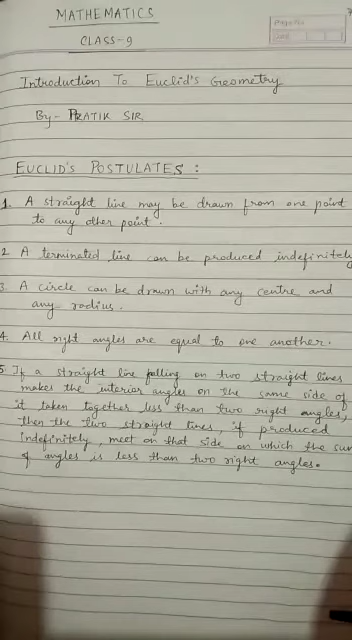 MATHEMATICS
CLASS-9
Page No.
Date
Introduction To Euclid's Geometry
By- PRATIK SIR
EUCLID'S POSTULATES :
1. A straight line may be drawn from one point
to any other point.
2 A terminated line can be produced indefinitely
3. A circle can be drawn with any centre and
any radius.
4. All right angles are equal to one another.
5. If a straight line falling on two straight lines
makes the interior angles on the same side of
it taken together less than two right angles,
then the two straight lines, if produced
indefinitely, meet on that side on which the sum
of angles is less than two right angles.